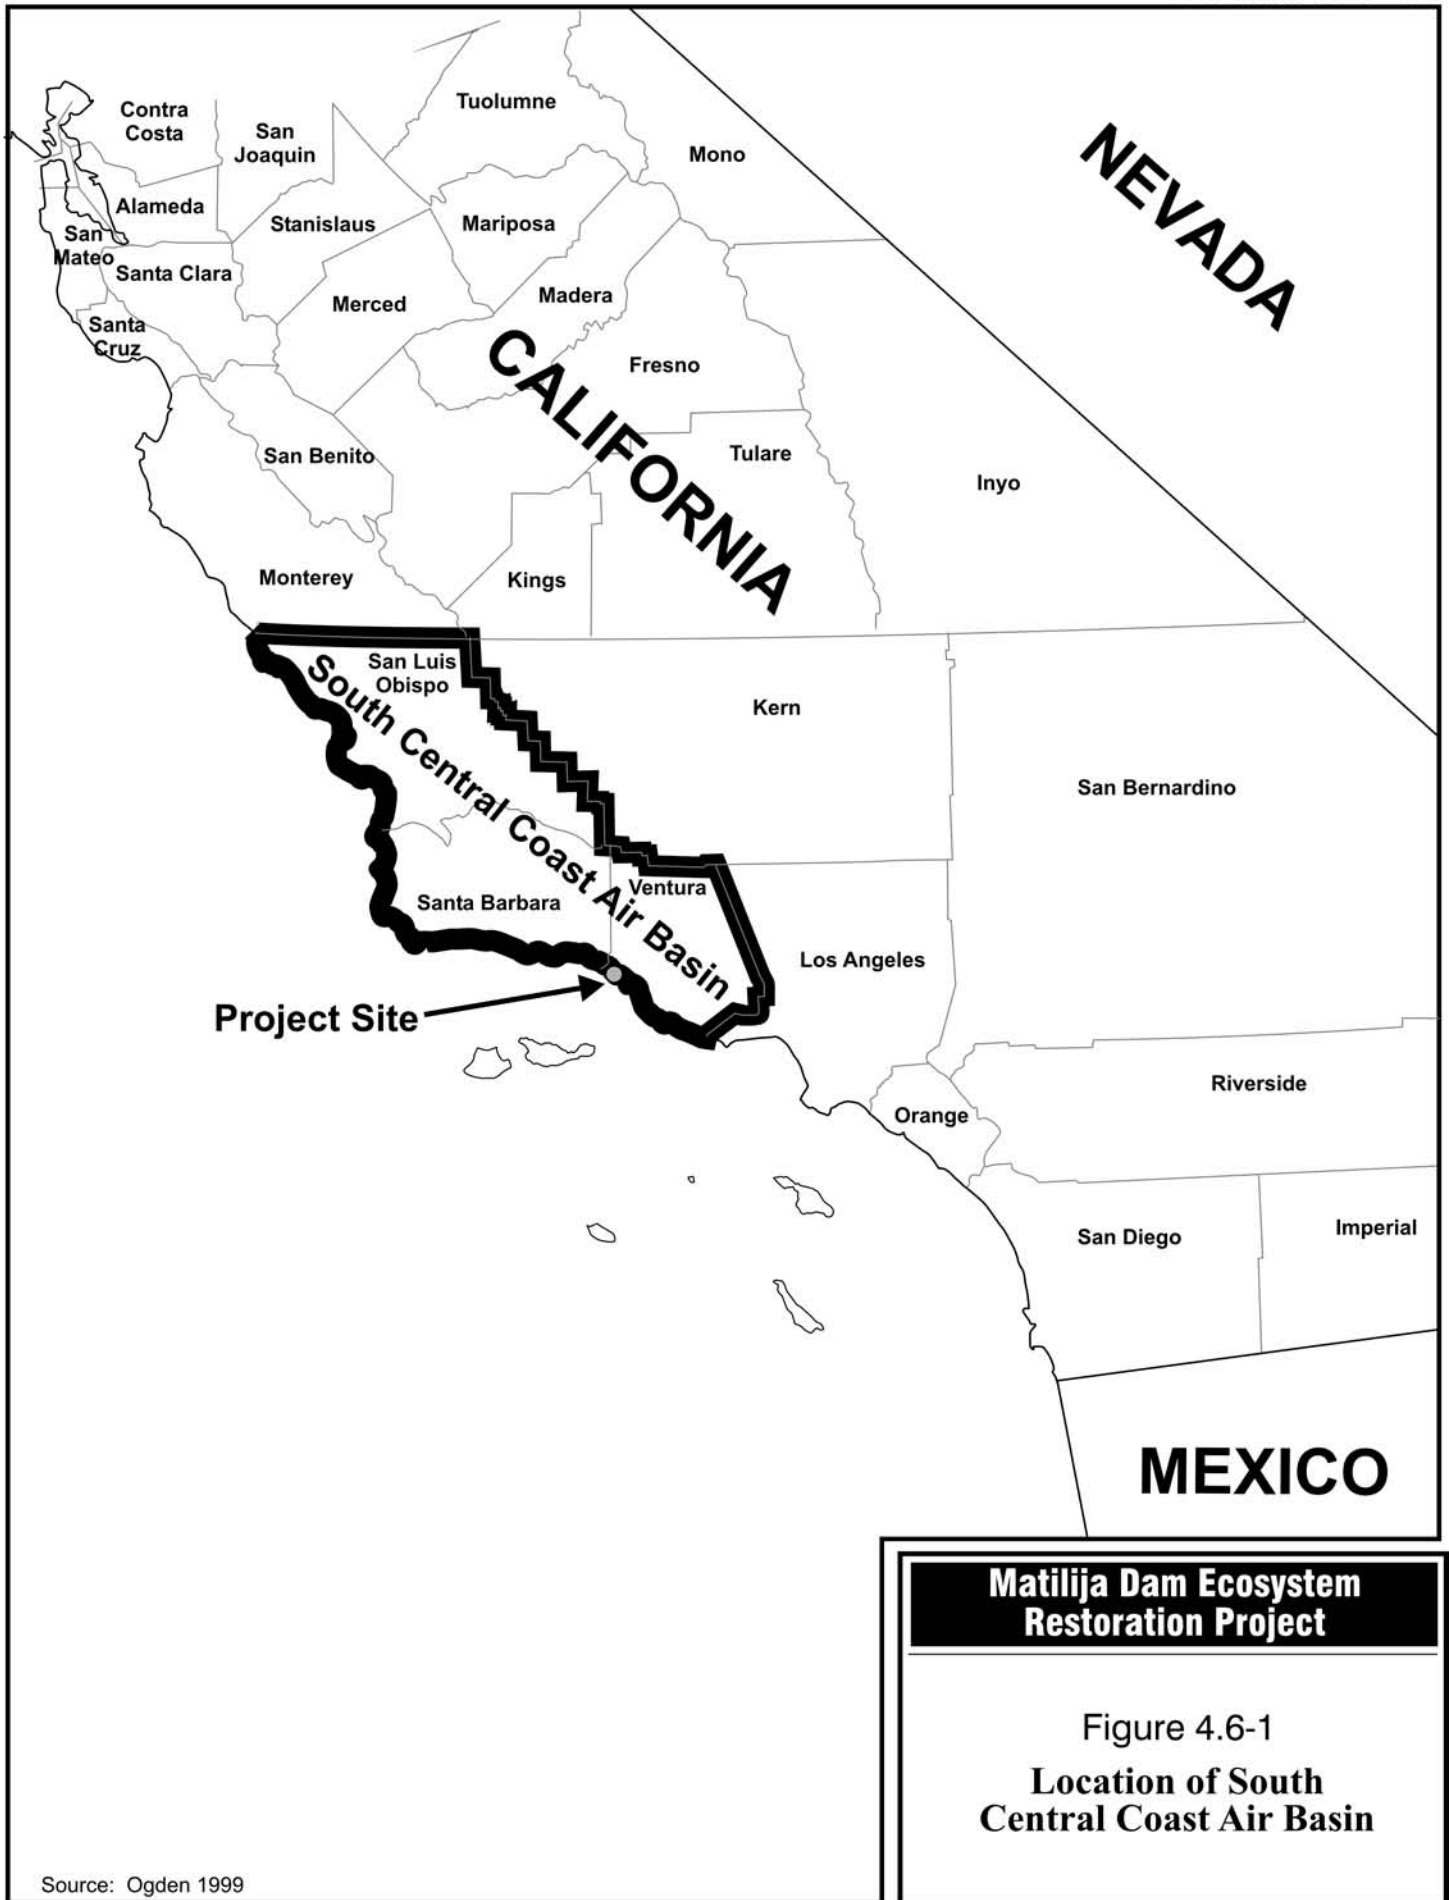 Contra
Costa
San
Joaquin
Tuolumne
Mono
NEVADA
Alameda
Stanislaus
Mariposa
San
Mateo
Santa Clara
Merced
Madera
Santa
Cruz
CALIFORNIA
Fresno
San Benito
Tulare
Inyo
Monterey
Kings
San Luis
Obispo
South Central Coast Air Basin
Kern
San Bernardino
Santa Barbara
Ventura
Los Angeles
Project Site
Riverside
Orange
San Diego
Imperial
MEXICO
Matilija Dam Ecosystem
Restoration Project
Figure 4.6-1
Location of South
Central Coast Air Basin
Source: Ogden 1999